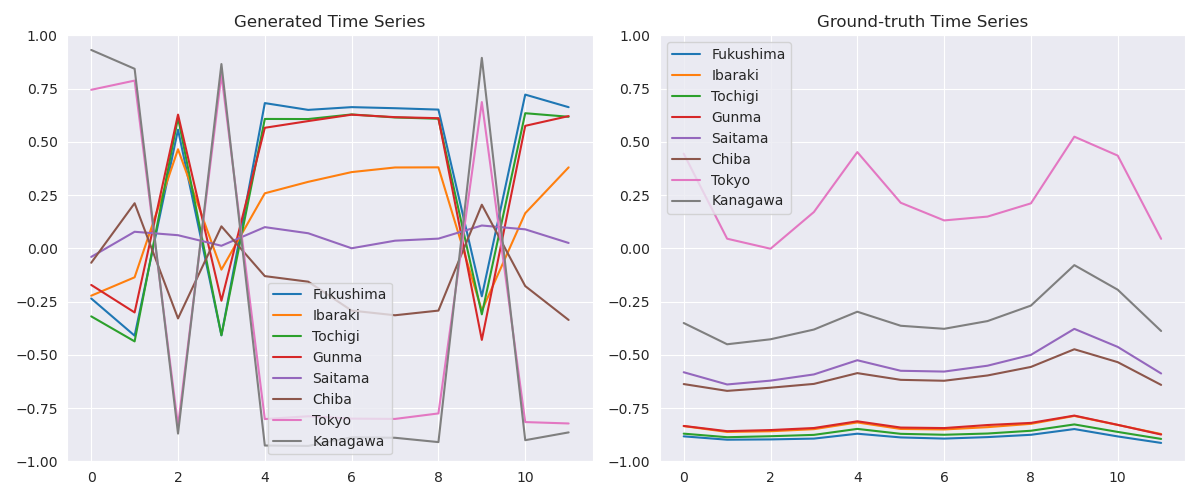 Generated Time Series
1.00
0.75
0.50
0.25
0.00
−0.25
−0.50
−0.75
−1.00
0
2
4
6
8
10
Fukushima
Ibaraki
Tochigi
Gunma
Saitama
Chiba
Tokyo
Kanagawa
Ground-truth Time Series
1.00
0.75
0.50
0.25
0.00
−0.25
−0.50
−0.75
−1.00
0
2
4
6
8
10
Fukushima
Ibaraki
Tochigi
Gunma
Saitama
Chiba
Tokyo
Kanagawa